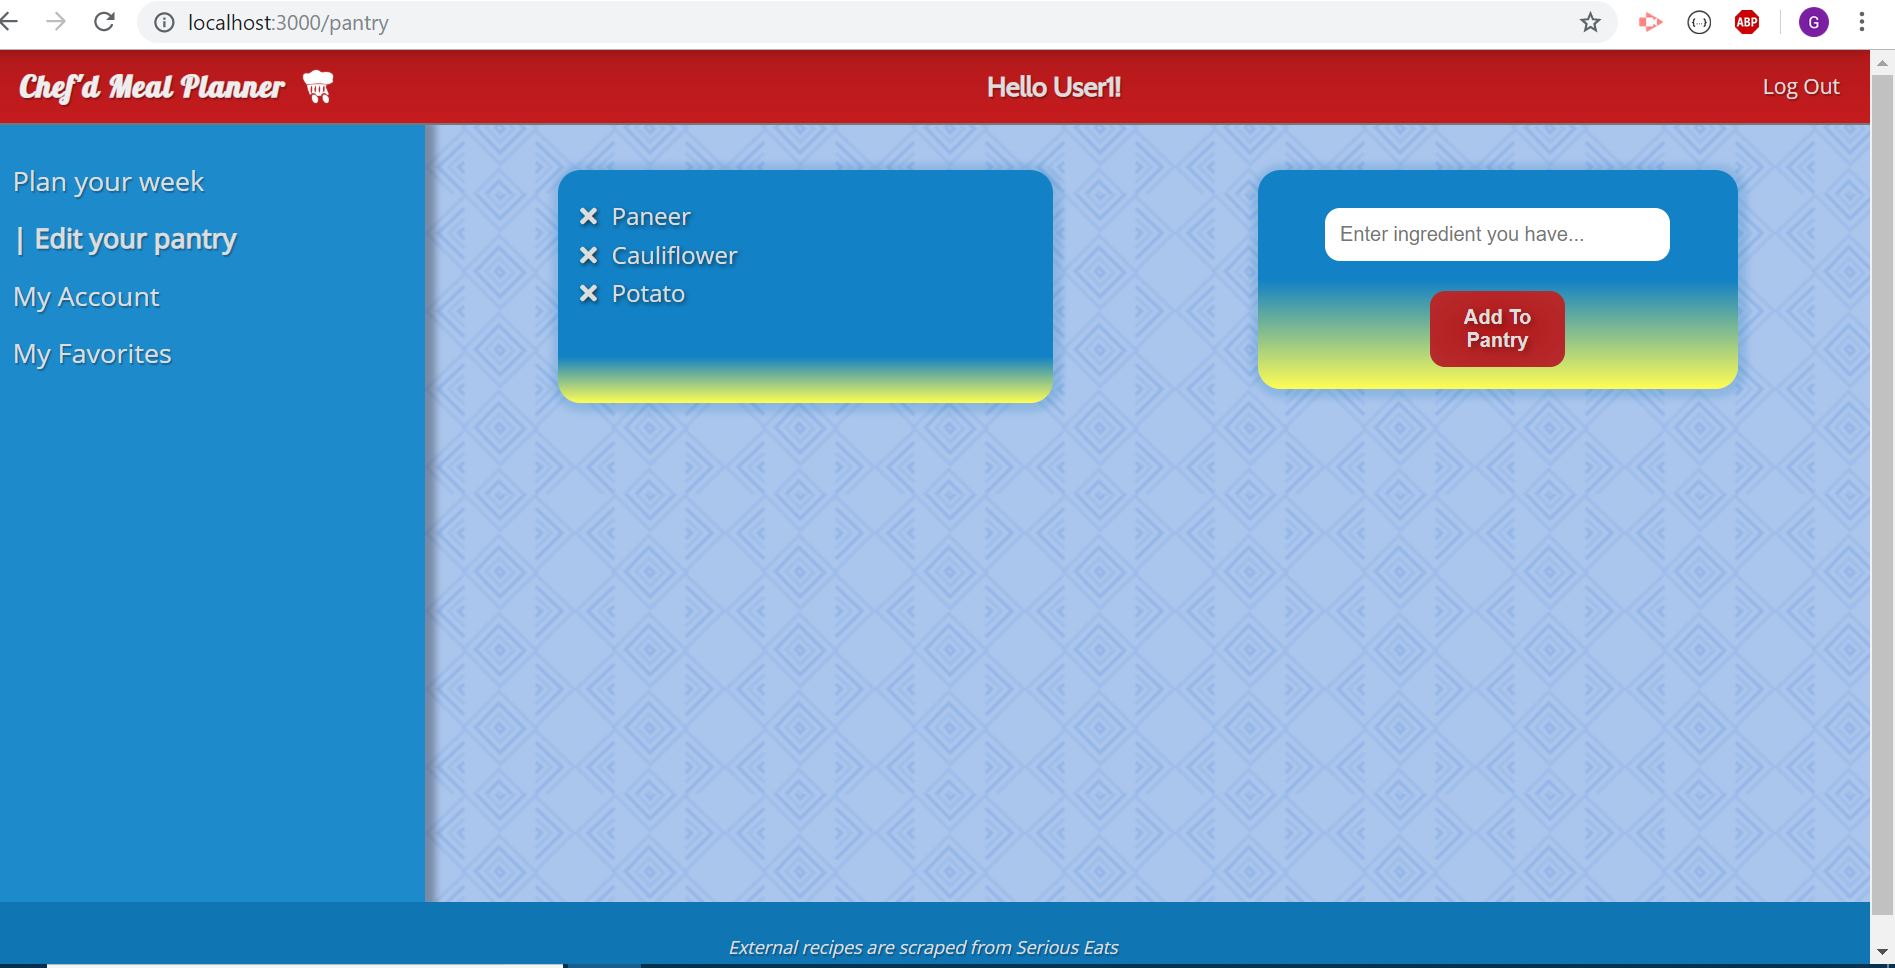 localhost:3000/pantry
ABP
G
Chef'd Meal Planner
Hello User1!
Log Out
Plan your week
| Edit your pantry
My Account
My Favorites
Paneer
Cauliflower
Potato
Enter ingredient you have...
Add To
Pantry
External recipes are scraped from Serious Eats